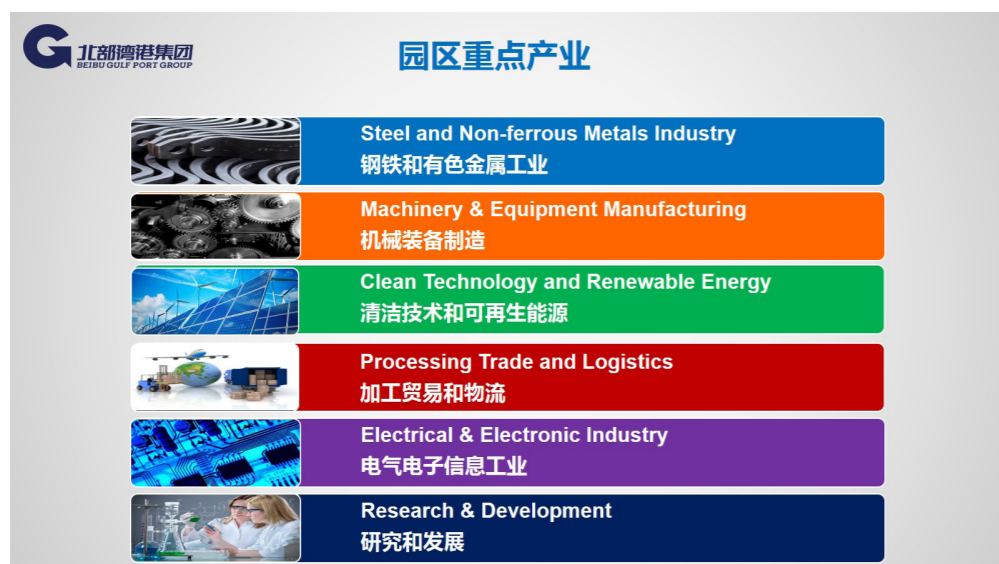 北部湾港集团
BEIBU GULF PORT GROUP
园区重点产业
Steel and Non-ferrous Metals Industry
钢铁和有色金属工业
Machinery & Equipment Manufacturing
机械装备制造
Clean Technology and Renewable Energy
清洁技术和可再生能源
Processing Trade and Logistics
加工贸易和物流
Electrical & Electronic Industry
电气电子信息工业
Research & Development
研究和发展